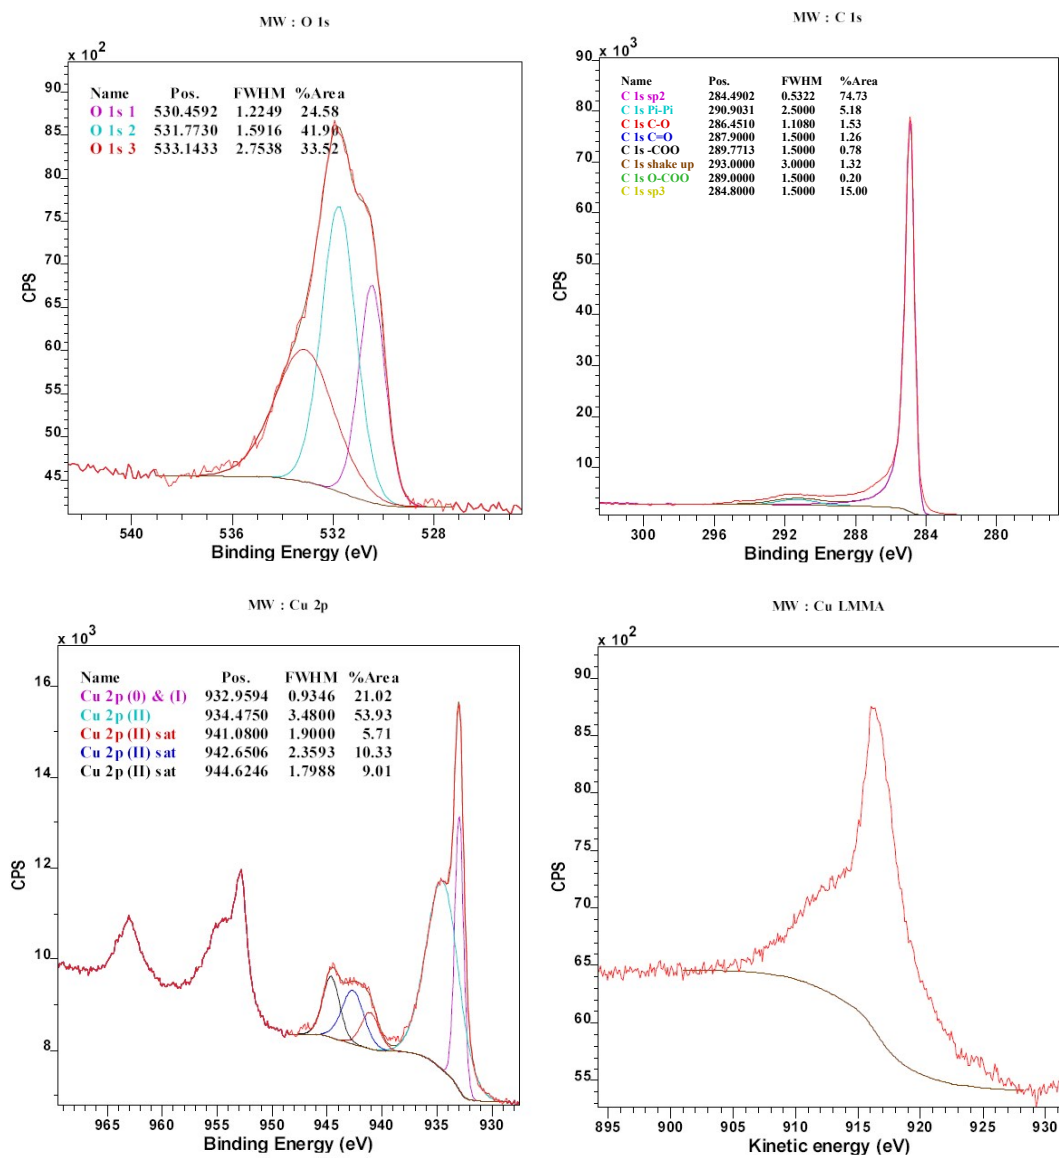 MW : O 1s
x 10²
Name Pos. FWHM %Area
O 1s 1 530.4592 1.2249 24.58
O 1s 2 531.7730 1.5916 41.90
O 1s 3 533.1433 2.7538 33.52
90
85
80
75
70
65
60
55
50
45
CPS
540 536 532 528
Binding Energy (eV)
MW : C 1s
x 10³
Name Pos. FWHM %Area
C 1s sp2 284.4902 0.5322 74.73
C 1s Pi-Pi 290.9031 2.5000 5.18
C 1s C-O 286.4510 1.1080 1.53
C 1s C=O 287.9000 1.5000 1.26
C 1s -COO 289.7713 1.5000 0.78
C 1s shake up 293.0000 3.0000 1.32
C 1s O-COO 289.0000 1.5000 0.20
C 1s sp3 284.8000 1.5000 15.00
90
80
70
60
50
40
30
20
10
CPS
300 296 292 288 284 280
Binding Energy (eV)
MW : Cu 2p
x 10³
Name Pos. FWHM %Area
Cu 2p (0) & (I) 932.9594 0.9346 21.02
Cu 2p (II) 934.4750 3.4800 53.93
Cu 2p (II) sat 941.0800 1.9000 5.71
Cu 2p (II) sat 942.6506 2.3593 10.33
Cu 2p (II) sat 944.6246 1.7988 9.01
16
14
12
10
8
CPS
965 960 955 950 945 940 935 930
Binding Energy (eV)
MW : Cu LMMA
x 10²
90
85
80
75
70
65
60
55
CPS
895 900 905 910 915 920 925 930
Kinetic energy (eV)